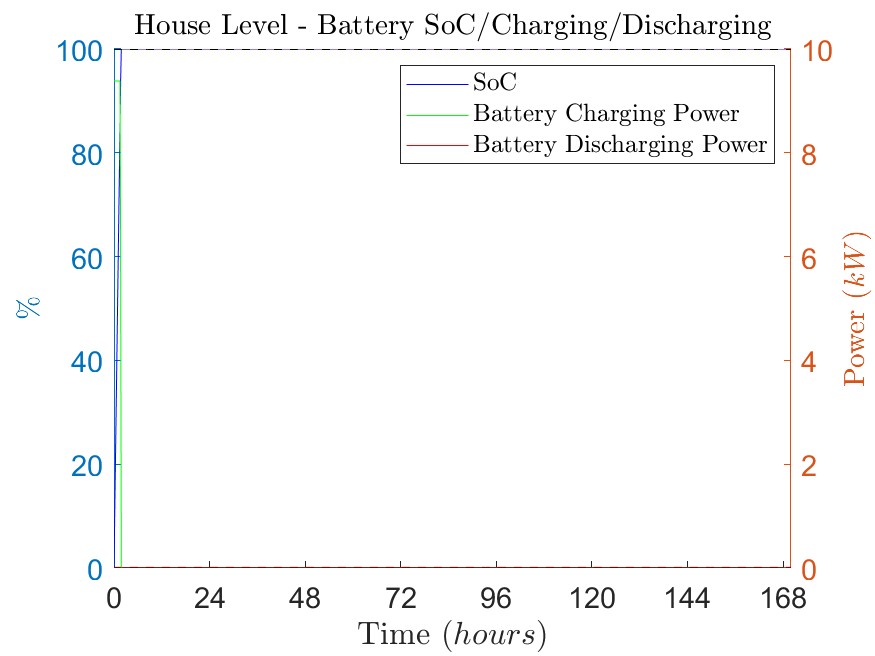 House Level - Battery SoC/Charging/Discharging
100
80
60
40
20
0
%
10
8
6
4
2
0
Power (kW)
SoC
Battery Charging Power
Battery Discharging Power
0 24 48 72 96 120 144 168
Time (hours)